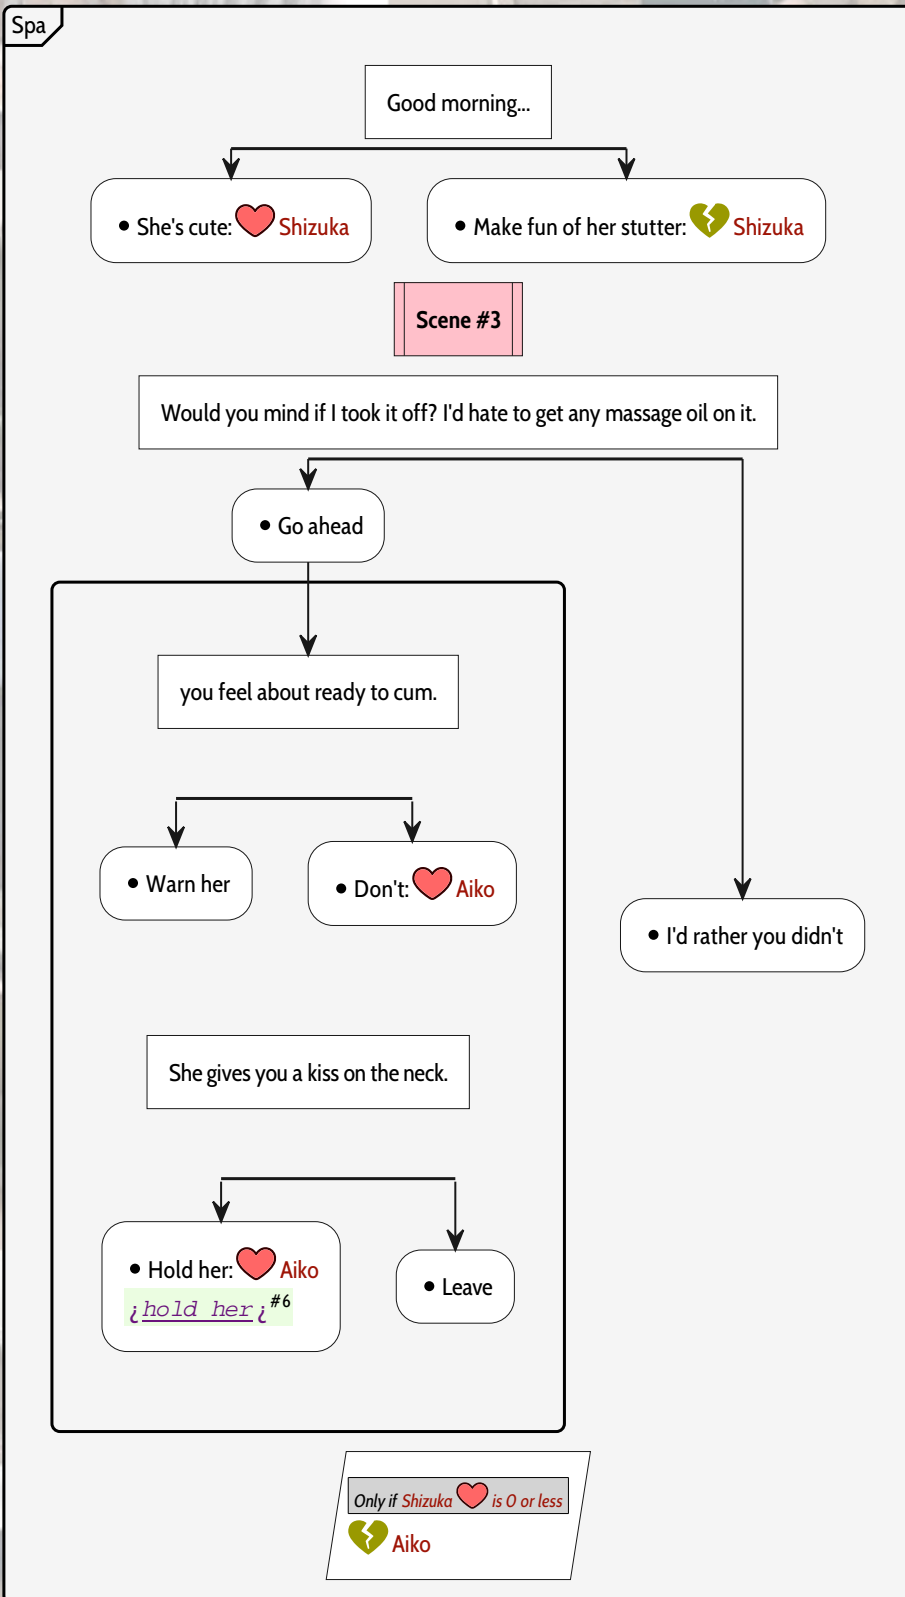 Spa
Good morning...
• She's cute: Shizuka
• Make fun of her stutter: Shizuka
Scene #3
Would you mind if I took it off? I'd hate to get any massage oil on it.
• Go ahead
you feel about ready to cum.
• Warn her
• Don't: Aiko
• I'd rather you didn't
She gives you a kiss on the neck.
• Hold her: Aiko
¿hold her¿#6
• Leave
Only if Shizuka is 0 or less
Aiko